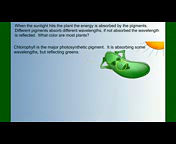 When the sunlight hits the plant the energy is absorbed by the pigments.
Different pigments absorb different wavelengths, if not absorbed the wavelength
is reflected.  What color are most plants?
Chlorophyll is the major photosynthetic pigment.  It is absorbing some
wavelengths, but reflecting greens.